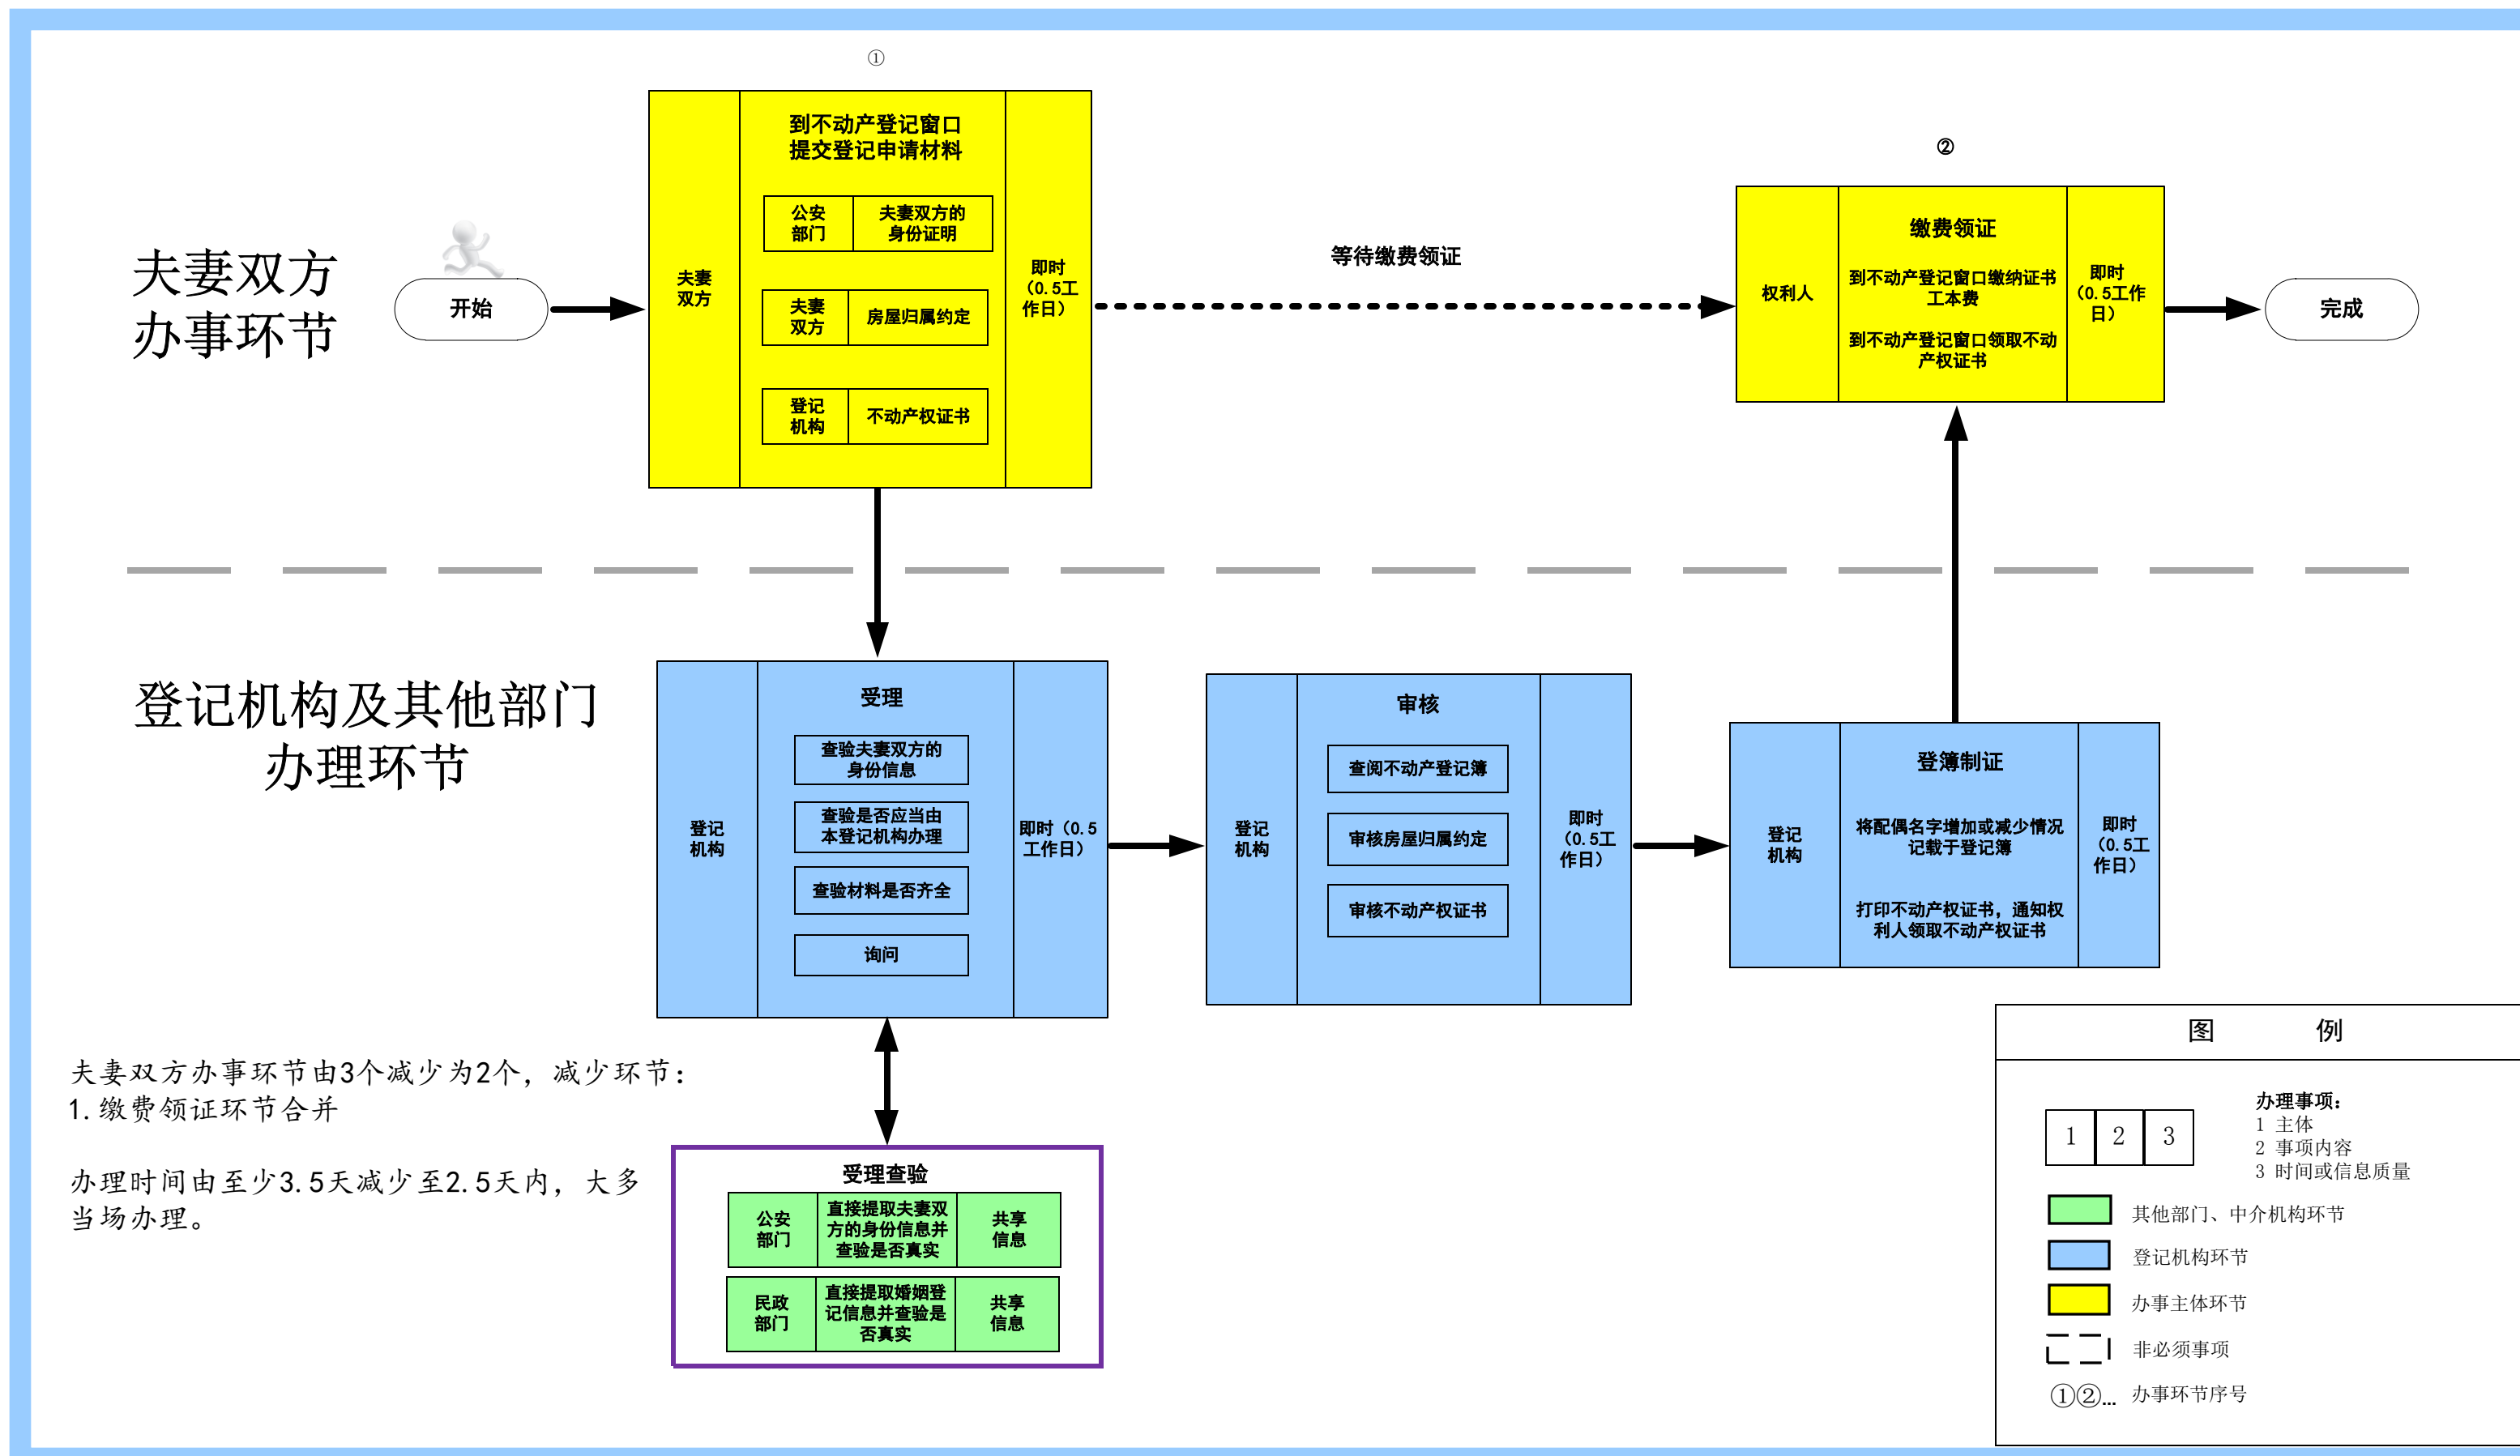 ①
到不动产登记窗口
提交登记申请材料
公安
部门
夫妻双方的
身份证明
夫妻
双方
夫妻
双方
房屋归属约定
登记
机构
不动产权证书
即时
（0.5工
作日）
夫妻双方
办事环节
开始
等待缴费领证
②
权利人
缴费领证
到不动产登记窗口缴纳证书
工本费
到不动产登记窗口领取不动
产权证书
即时
（0.5工作
日）
完成
登记机构及其他部门
办理环节
登记
机构
受理
查验夫妻双方的
身份信息
查验是否应当由
本登记机构办理
查验材料是否齐全
询问
即时（0.5
工作日）
登记
机构
审核
查阅不动产登记簿
审核房屋归属约定
审核不动产权证书
即时
（0.5工
作日）
登记
机构
登簿制证
将配偶名字增加或减少情况
记载于登记簿
打印不动产权证书，通知权
利人领取不动产权证书
即时
（0.5工
作日）
夫妻双方办事环节由3个减少为2个，减少环节：
1.缴费领证环节合并
办理时间由至少3.5天减少至2.5天内，大多
当场办理。
受理查验
公安
部门
直接提取夫妻双
方的身份信息并
查验是否真实
共享
信息
民政
部门
直接提取婚姻登
记信息并查验是
否真实
共享
信息
图 例
1 2 3
办理事项：
1 主体
2 事项内容
3 时间或信息质量
其他部门、中介机构环节
登记机构环节
办事主体环节
非必须事项
①②… 办事环节序号